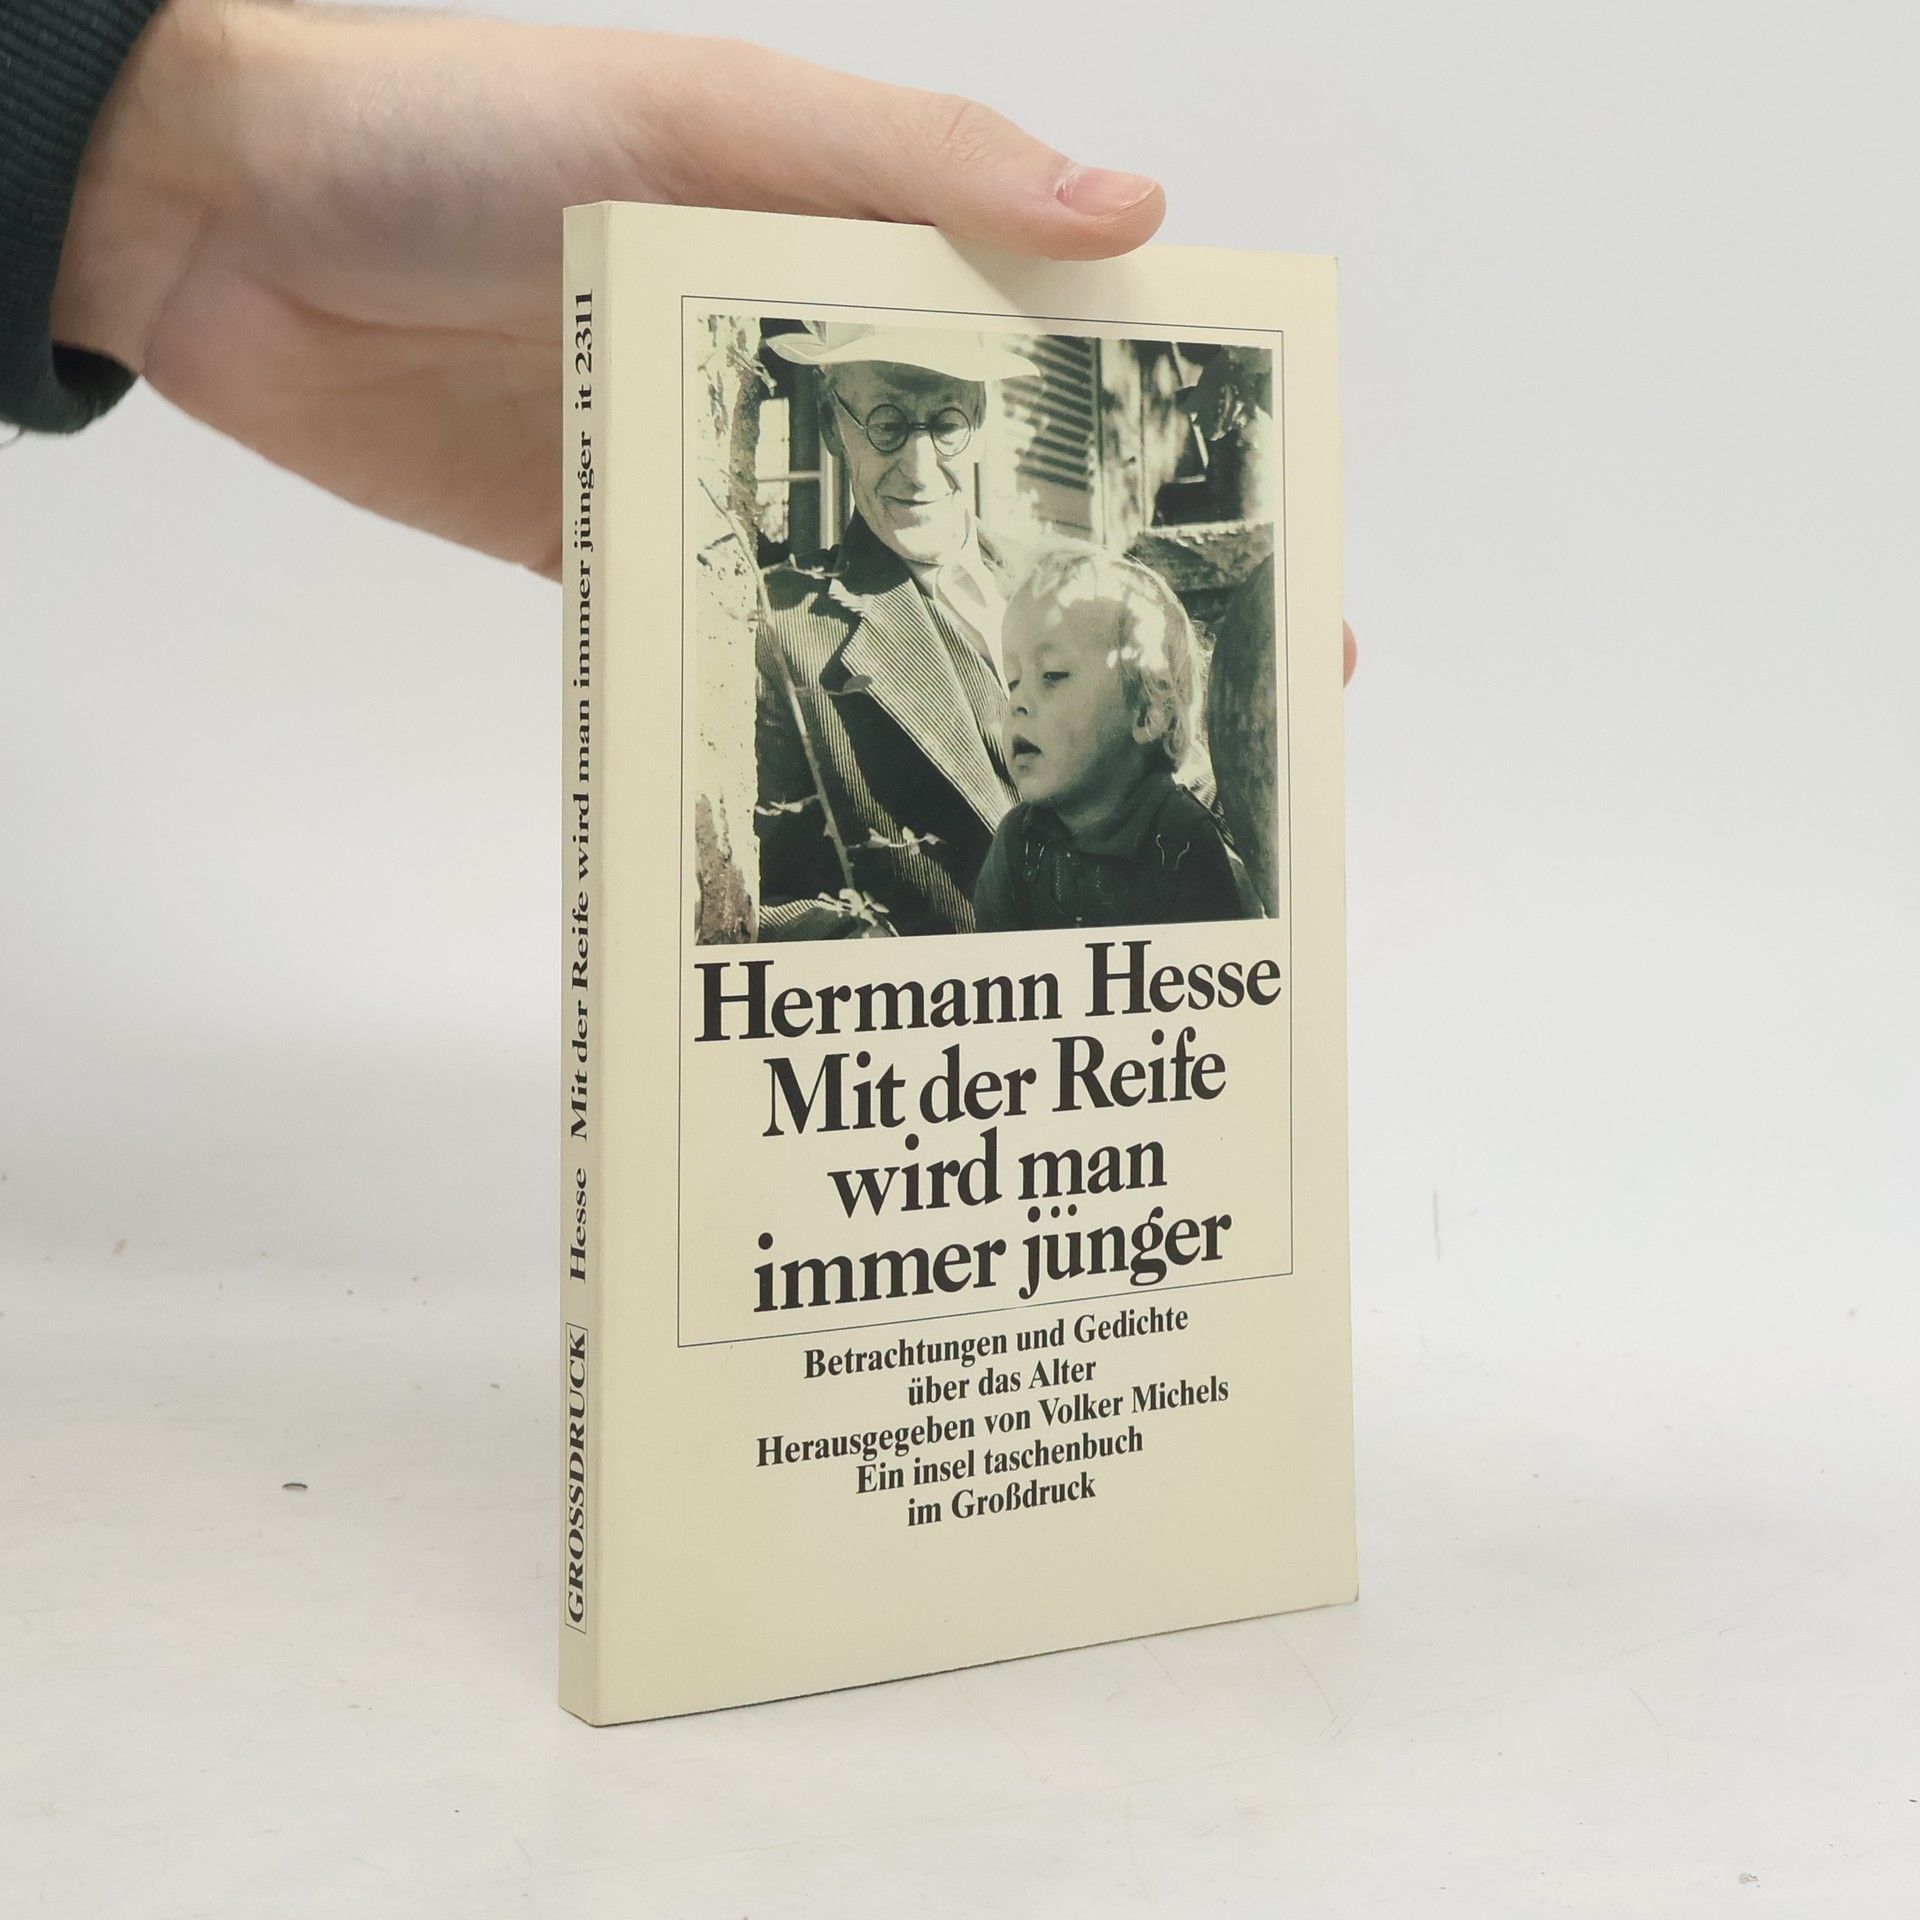 Hermann Hesse
Mit der Reife
wird man
immer jünger
Betrachtungen und Gedichte
über das Alter
Herausgegeben von Volker Michels
Ein insel taschenbuch
im Großdruck
GROSSDRUCK Hesse Mit der Reife wird man immer jünger it 2311